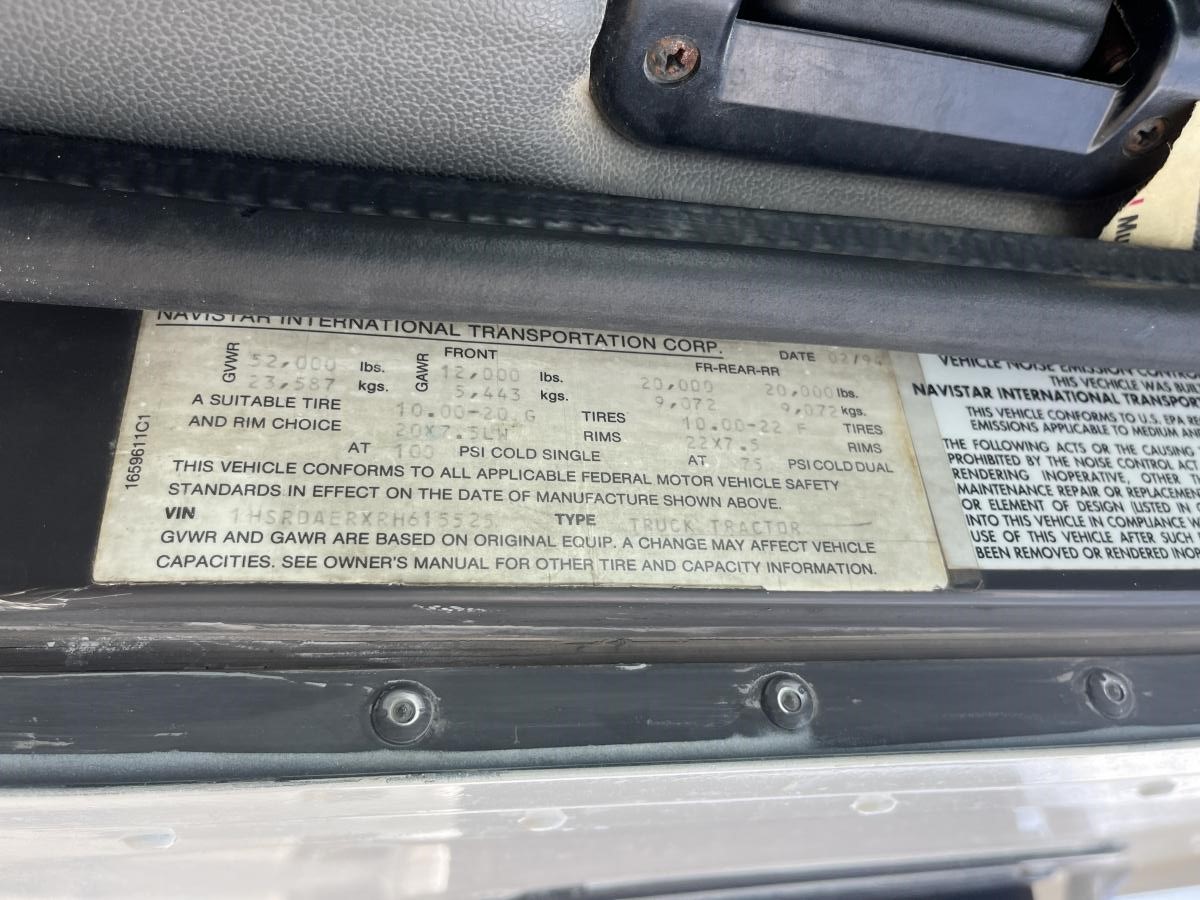 NAVISTAR INTERNATIONAL TRANSPORTATION CORP. DATE 02/94
GVWR 52,000 lbs. GAWR FRONT 12,000 lbs. FR-REAR-RR 20,000 20,000 lbs.
23,587 kgs. 5,443 kgs. 9,072 9,072 kgs.
A SUITABLE TIRE 10.00-20 G TIRES 10.00-22 F TIRES
AND RIM CHOICE 20X7.5LW RIMS 22X7.5 RIMS
AT 100 PSI COLD SINGLE AT 75 PSI COLD DUAL
THIS VEHICLE CONFORMS TO ALL APPLICABLE FEDERAL MOTOR VEHICLE SAFETY
STANDARDS IN EFFECT ON THE DATE OF MANUFACTURE SHOWN ABOVE.
VIN 1HSRDAERXRH615525 TYPE TRUCK TRACTOR
GVWR AND GAWR ARE BASED ON ORIGINAL EQUIP. A CHANGE MAY AFFECT VEHICLE
CAPACITIES. SEE OWNER'S MANUAL FOR OTHER TIRE AND CAPACITY INFORMATION.
1659611C1
VEHICLE NOISE EMISSION CONTROL
THIS VECHICLE WAS
NAVISTAR INTERNATIONAL
THIS VEHICLE CONFORMS TO U.S. EPA
EMISSIONS APPLICABLE TO MEDIUM
THE FOLLOWING ACTS OR THE CAUSING
PROHIBITED BY THE NOISE CONTROL ACT
RENDERING INOPERATIVE, OTHER
MAINTENANCE REPAIR OR
OR ELEMENT OF DESIGN (LISTED IN
INTO THIS VEHICLE IN COMPLIANCE
USE OF THIS VEHICLE AFTER SUCH
BEEN REMOVED OR RENDERED